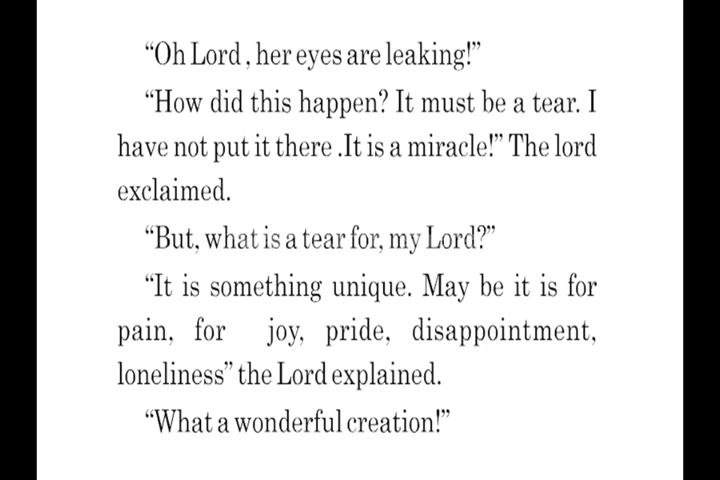 “Oh Lord , her eyes are leaking!”
“How did this happen? It must be a tear. I
have not put it there .It is a miracle!” The lord
exclaimed.
“But, what is a tear for, my Lord?”
“It is something unique. May be it is for
pain, for joy, pride, disappointment,
loneliness” the Lord explained.
“What a wonderful creation!”